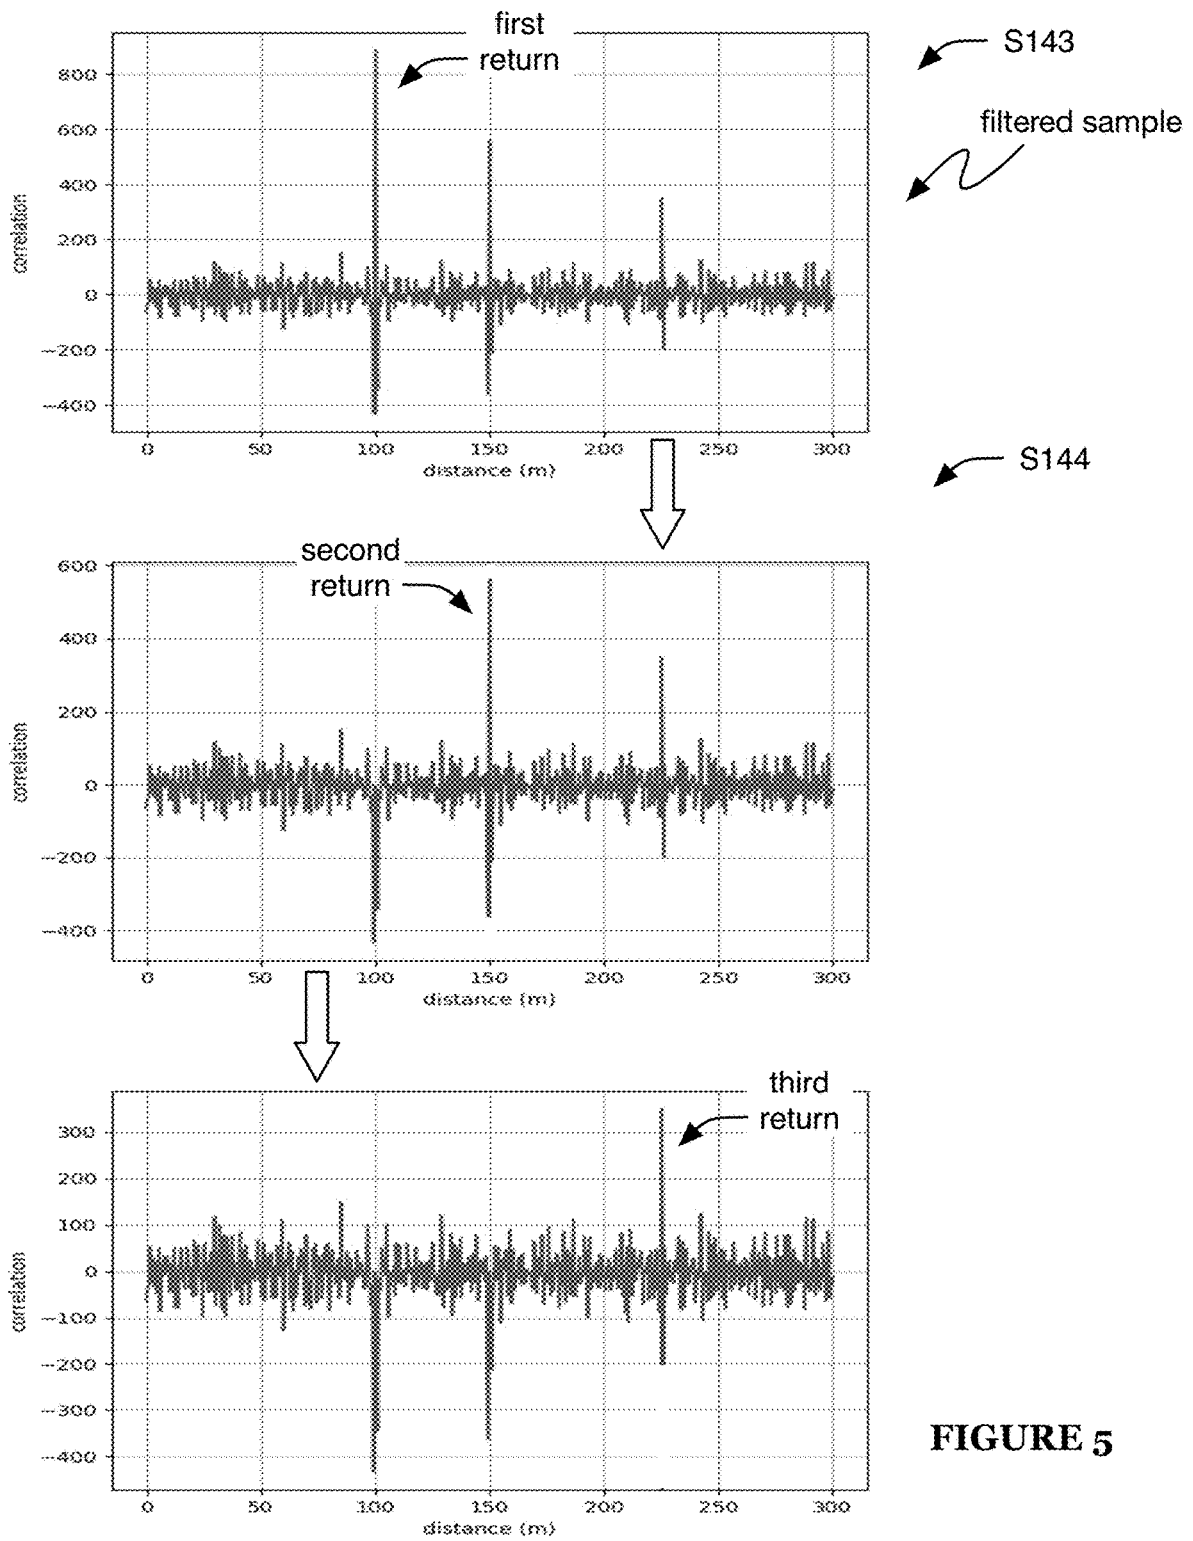 first
return
S143
filtered sample
800
600
400
200
0
−200
−400
correlation
0 50 100 150 200 250 300
distance (m)
S144
second
return
600
400
200
0
−200
−400
correlation
0 50 100 150 200 250 300
distance (m)
third
return
300
200
100
0
−100
−200
−300
−400
correlation
0 50 100 150 200 250 300
distance (m)
FIGURE 5